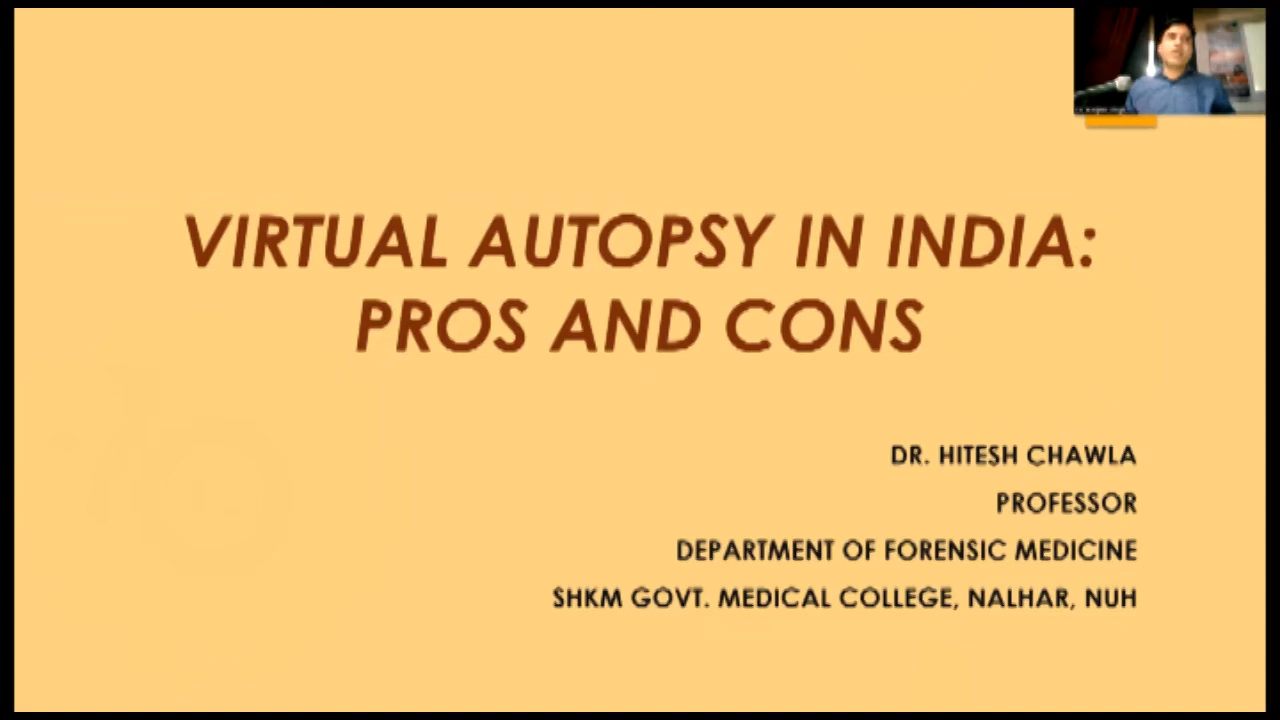 VIRTUAL AUTOPSY IN INDIA:
PROS AND CONS
DR. HITESH CHAWLA
PROFESSOR
DEPARTMENT OF FORENSIC MEDICINE
SHKM GOVT. MEDICAL COLLEGE, NALHAR, NUH